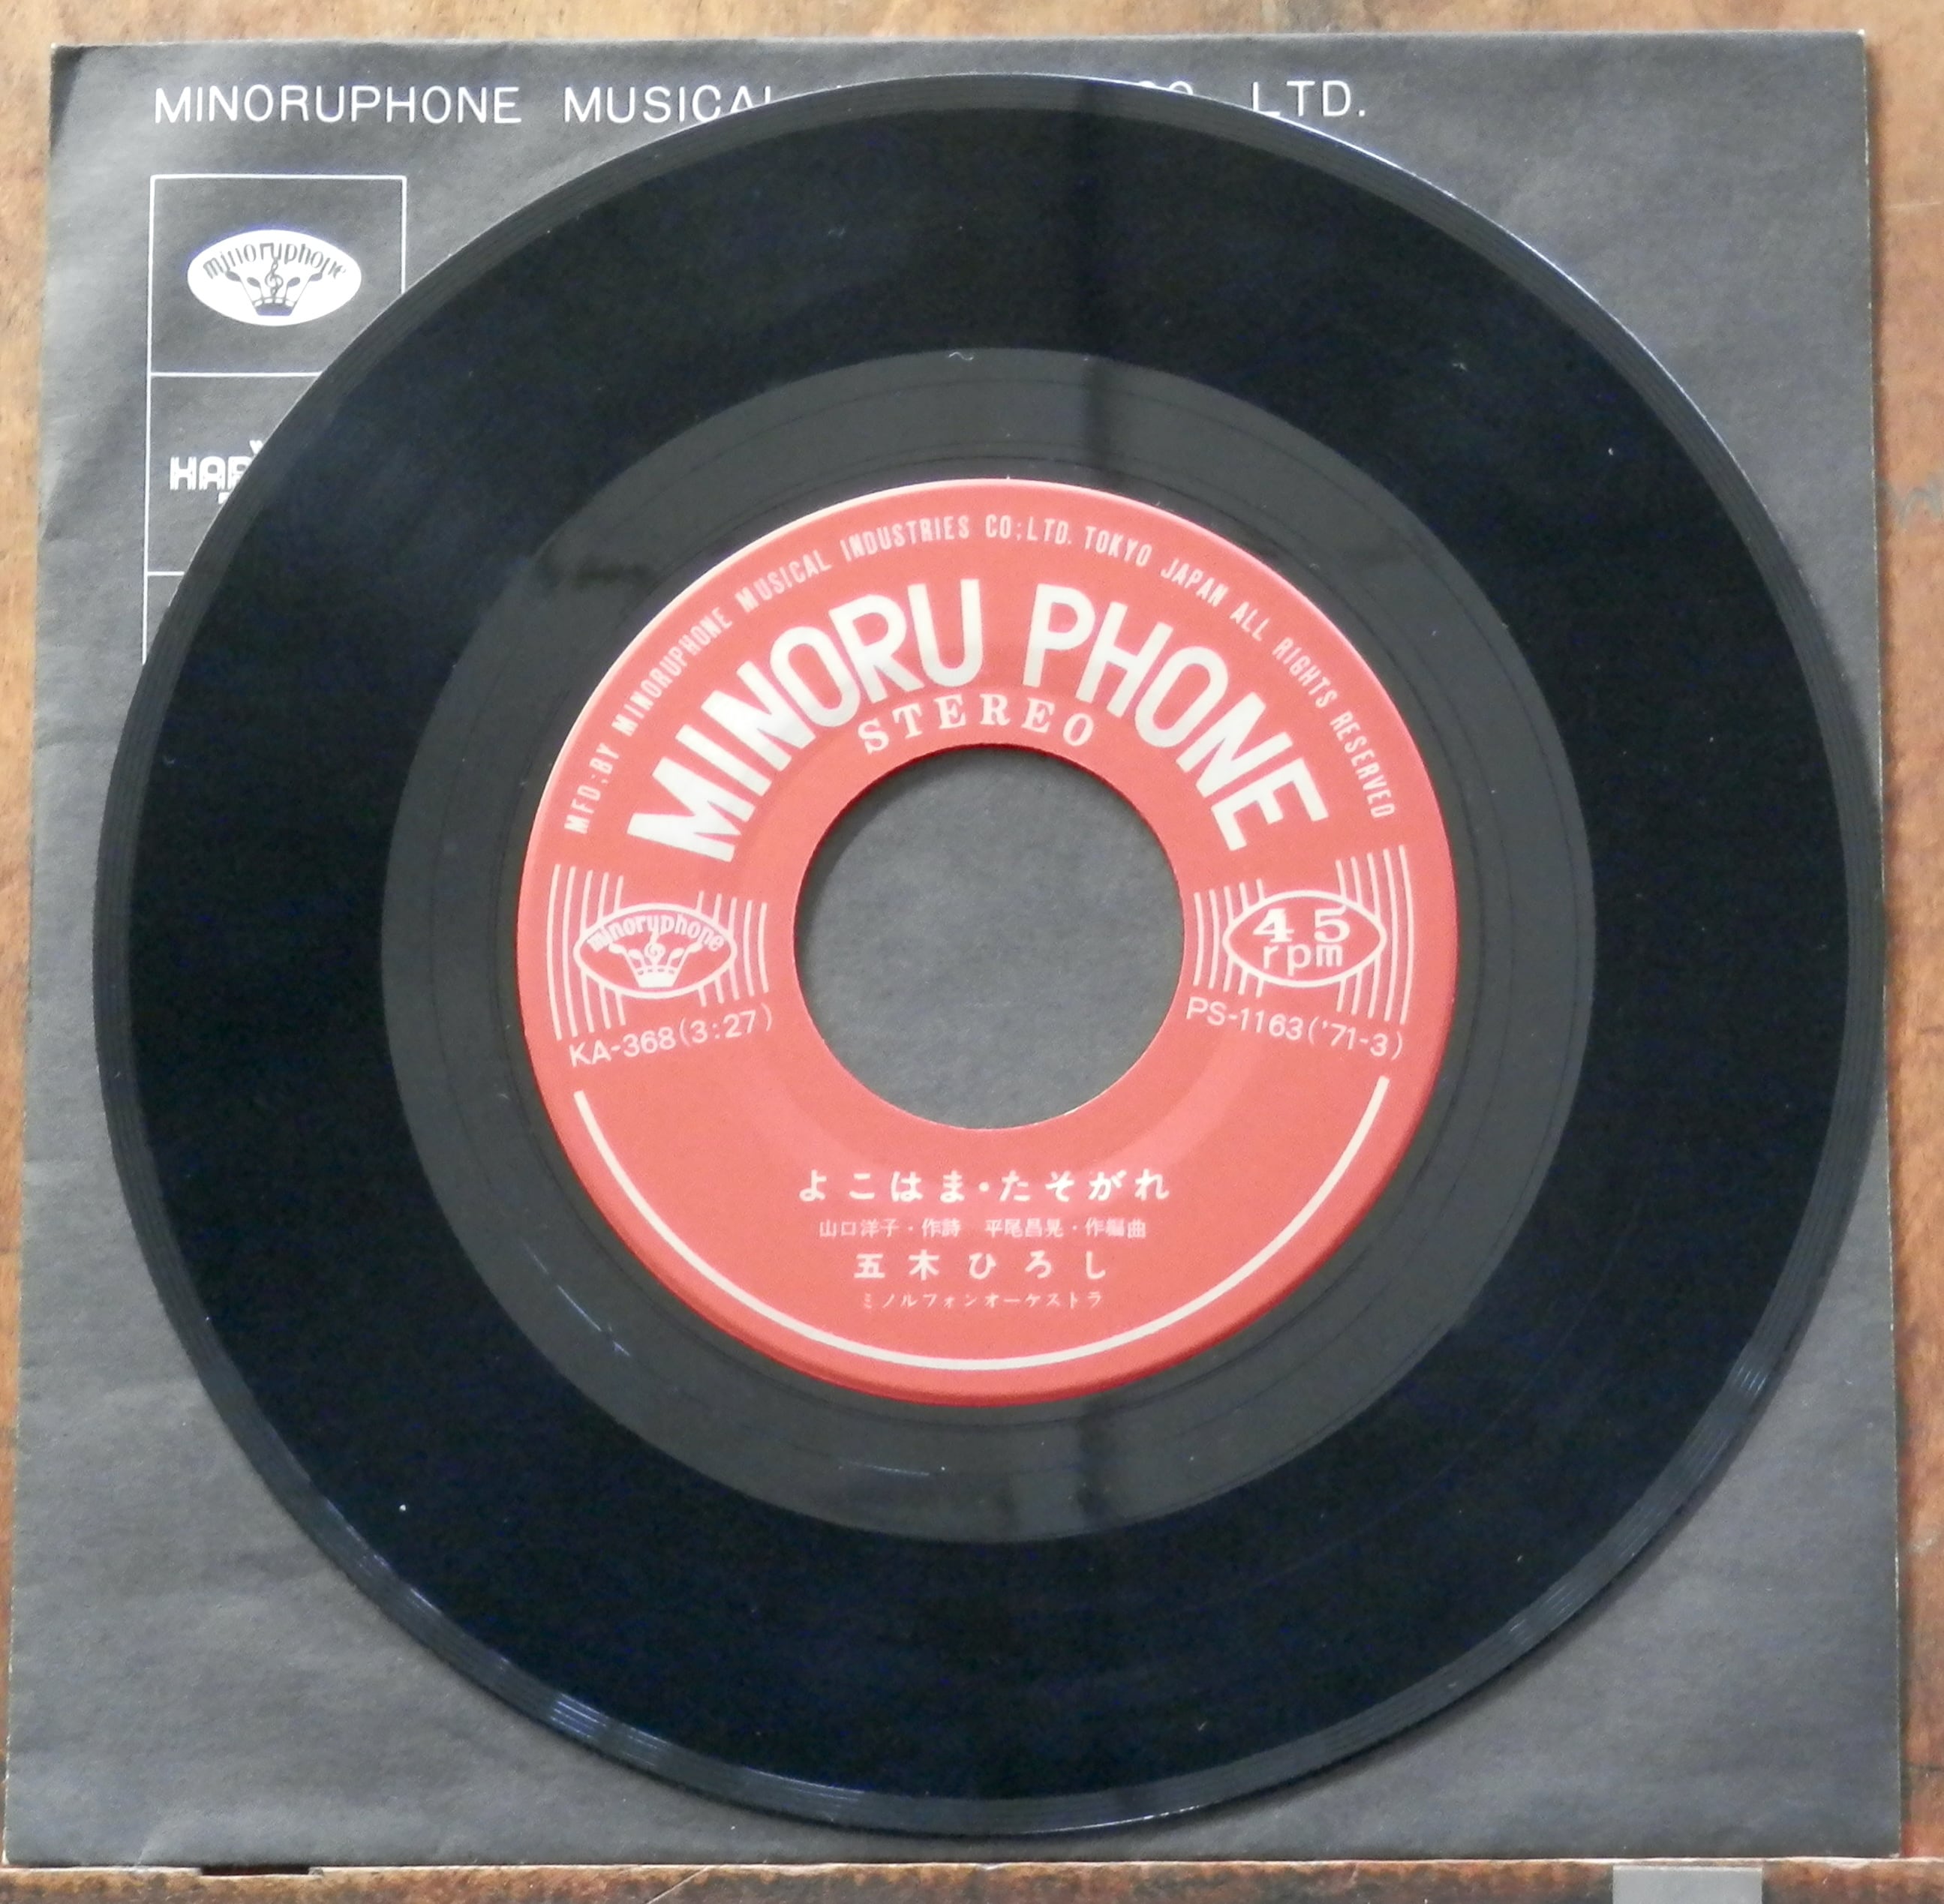 MINORUPHONE MUSICAL CO LTD.
minoruphone
MFD;BY MINORUPHONE MUSICAL INDUSTRIES CO;LTD. TOKYO JAPAN ALL RIGHTS RESERVED
MINORU PHONE
STEREO
minoruphone
45
rpm
KA-368(3:27)
PS-1163('71-3)
よこはま・たそがれ
山口洋子・作詩 平尾昌晃・作編曲
五木ひろし
ミノルフォンオーケストラ